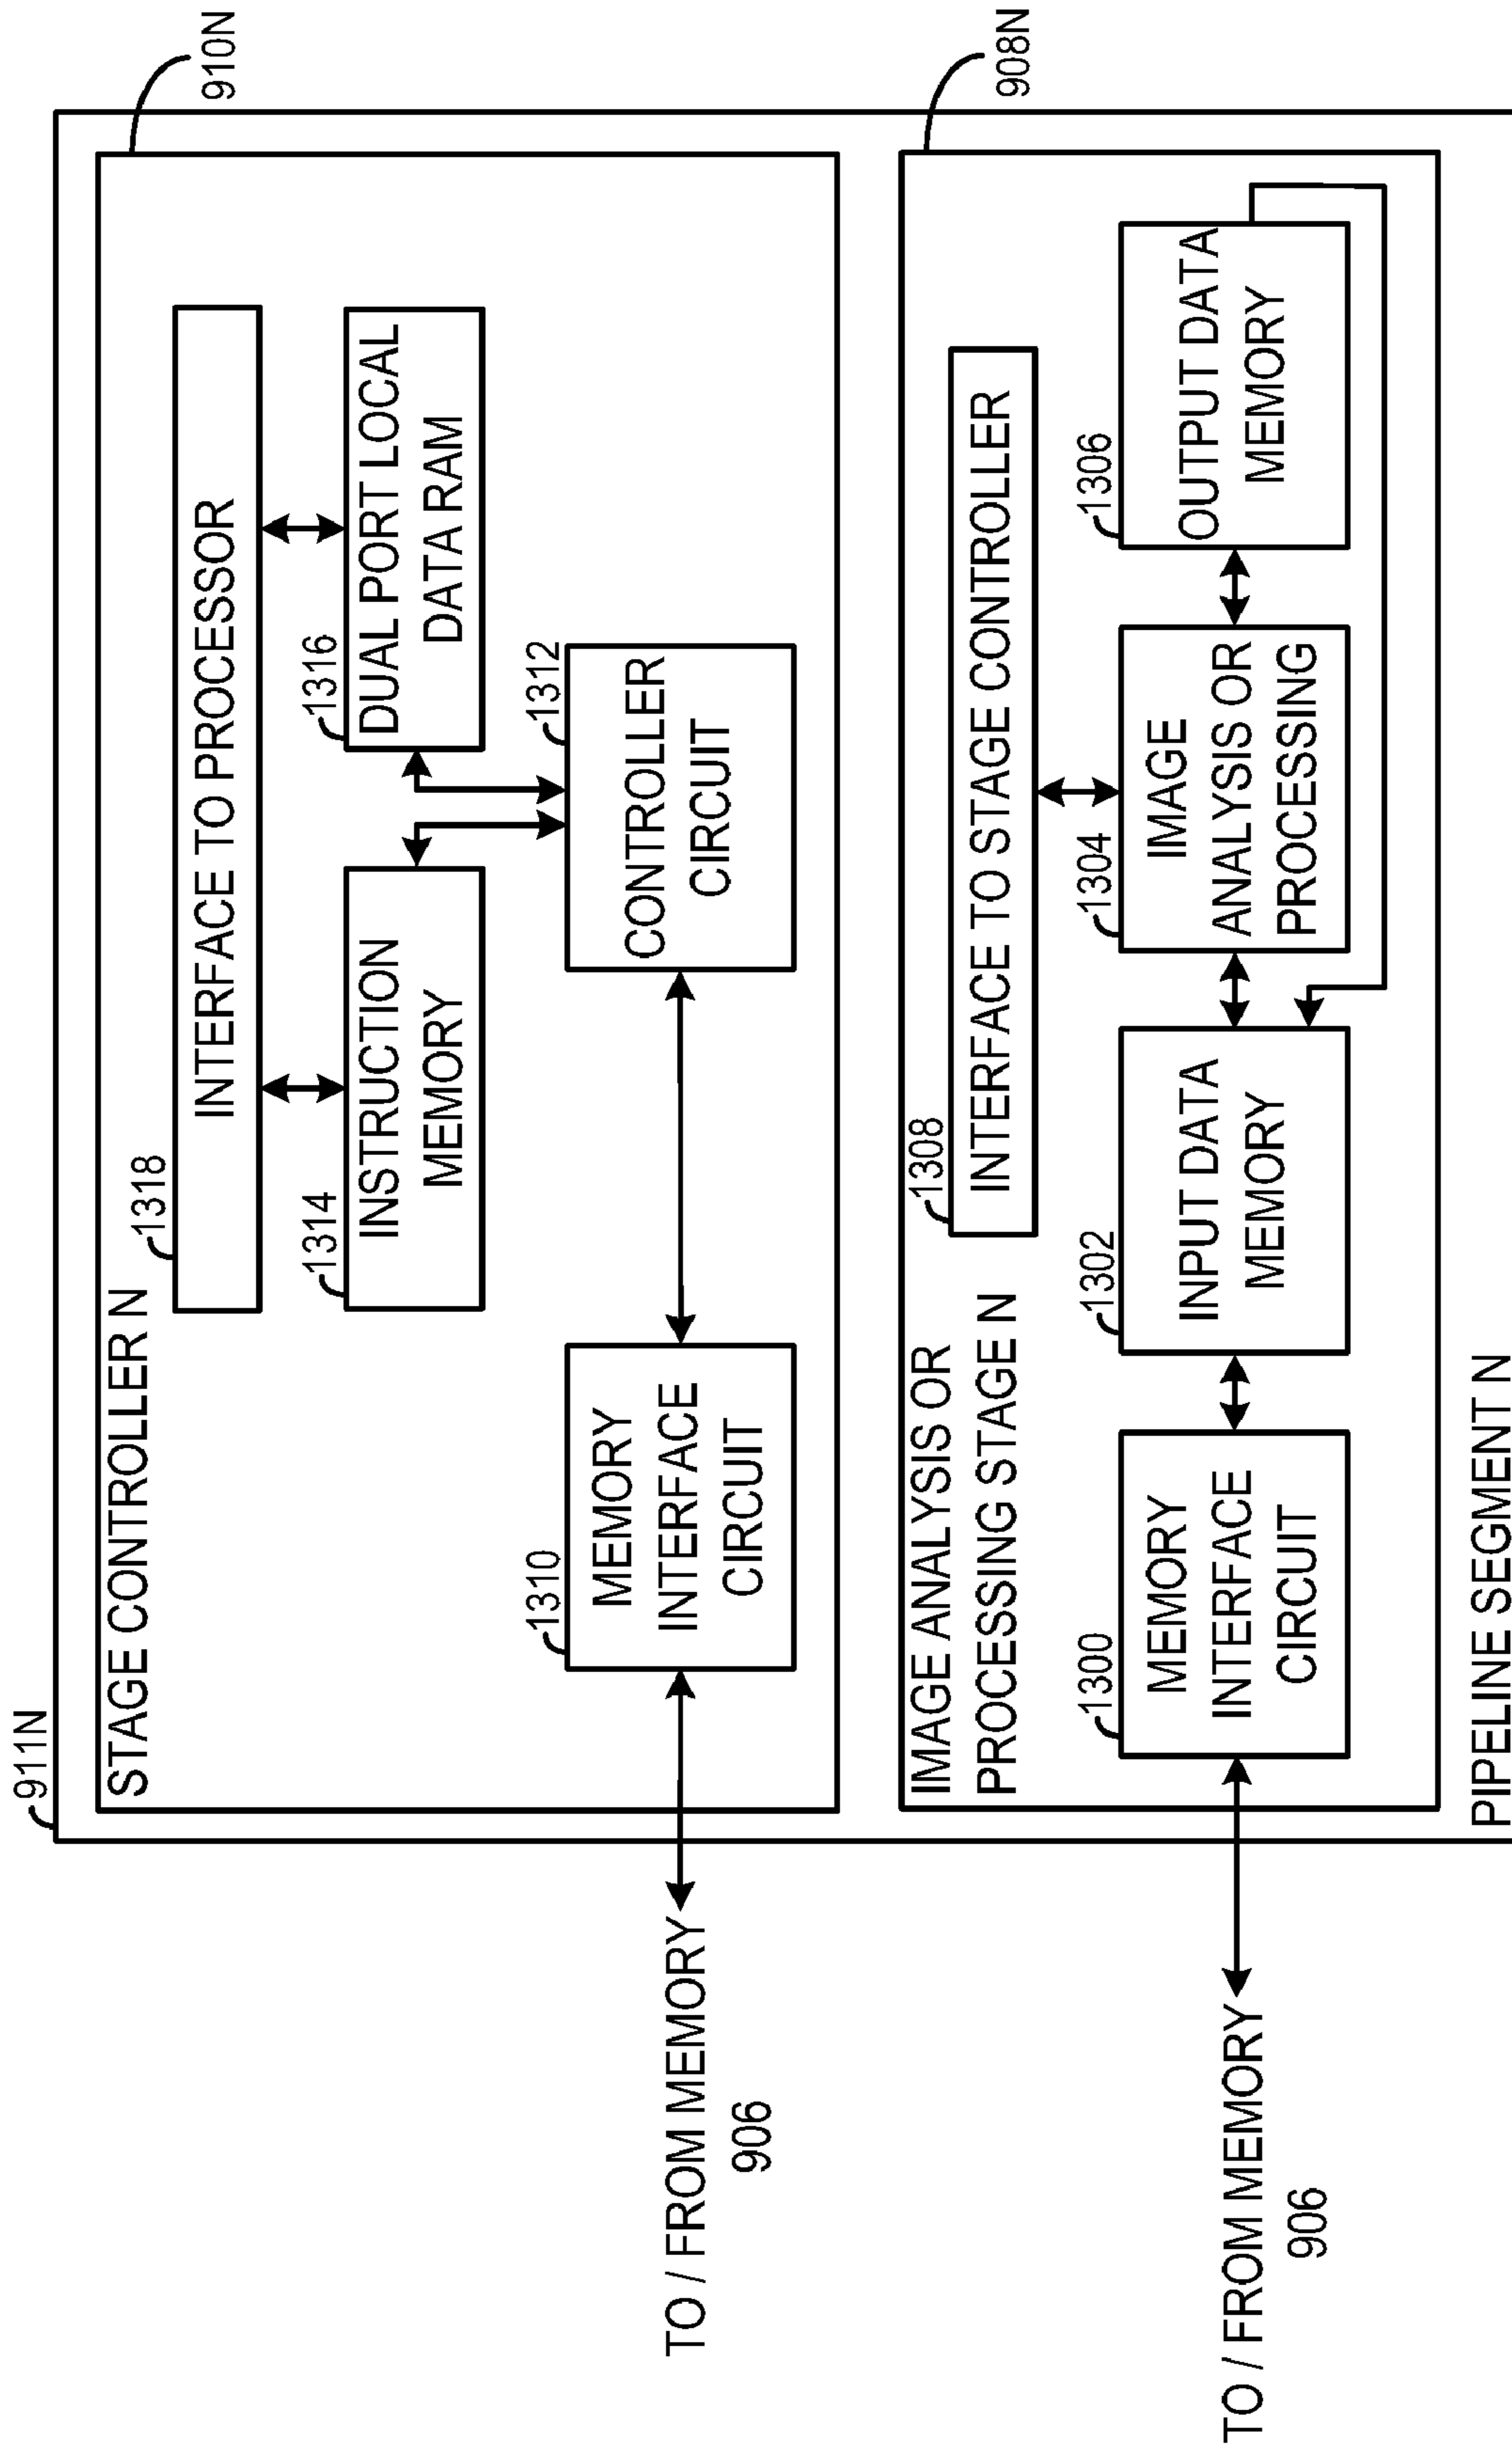 911N
910N
STAGE CONTROLLER N
1318
INTERFACE TO PROCESSOR
1314
INSTRUCTION
MEMORY
1316
DUAL PORT LOCAL
DATA RAM
1310
MEMORY
INTERFACE
CIRCUIT
1312
CONTROLLER
CIRCUIT
TO / FROM MEMORY
906
908N
IMAGE ANALYSIS OR
PROCESSING STAGE N
1308
INTERFACE TO STAGE CONTROLLER
1300
MEMORY
INTERFACE
CIRCUIT
1302
INPUT DATA
MEMORY
1304
IMAGE
ANALYSIS OR
PROCESSING
1306
OUTPUT DATA
MEMORY
TO / FROM MEMORY
906
PIPELINE SEGMENT N